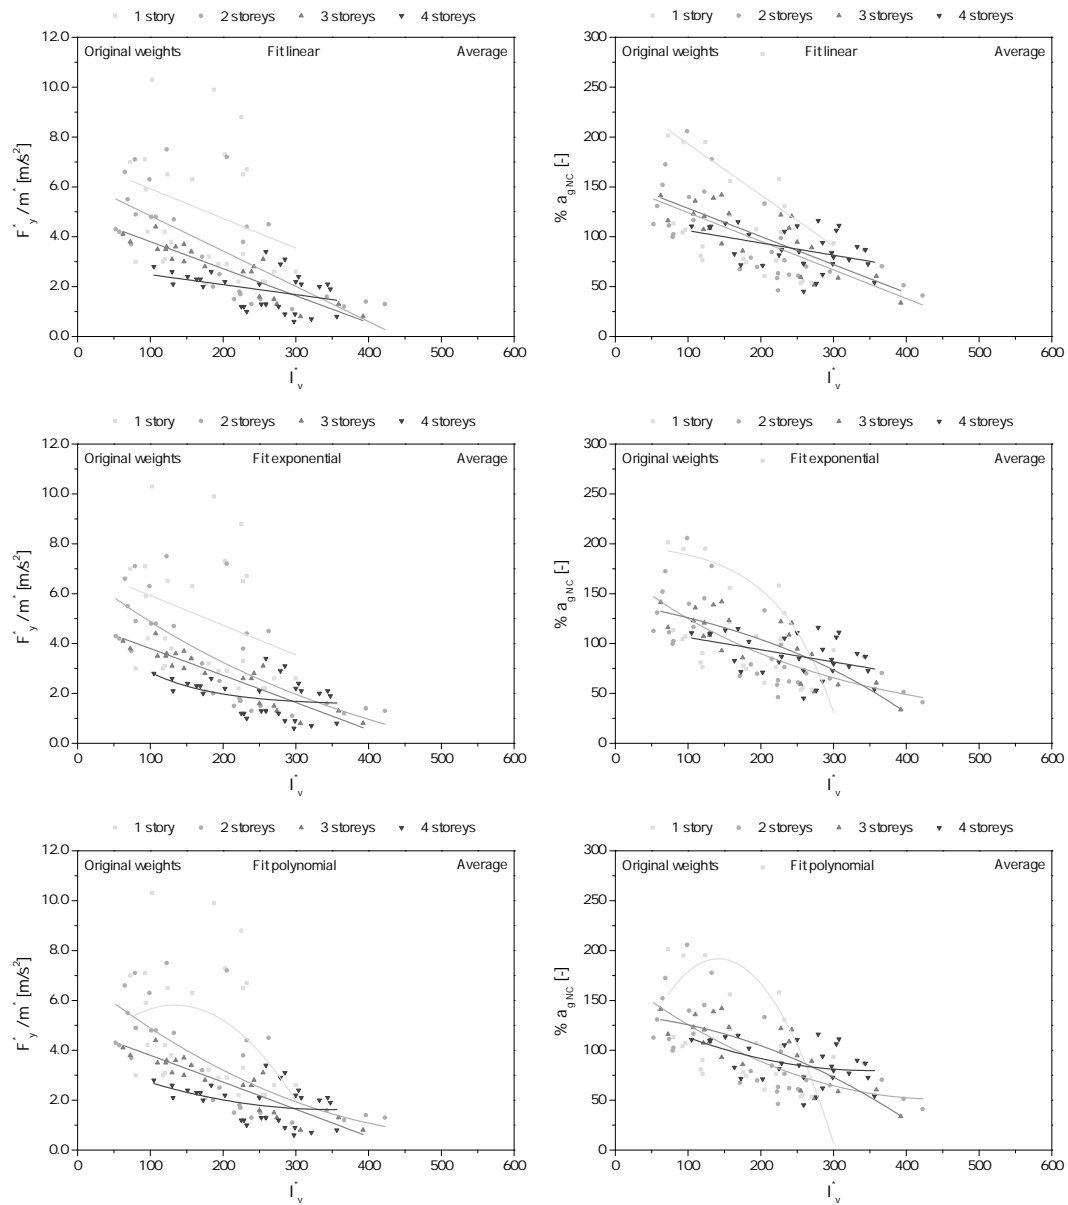 1 story 2 storeys 3 storeys 4 storeys
1 story 2 storeys 3 storeys 4 storeys
12.0
10.0
8.0
6.0
4.0
2.0
0.0
F*y /m* [m/s²]
Original weights Fit linear Average
0 100 200 300 400 500 600
I*v
300
250
200
150
100
50
0
% ag NC [-]
Original weights Fit linear Average
0 100 200 300 400 500 600
I*v
1 story 2 storeys 3 storeys 4 storeys
1 story 2 storeys 3 storeys 4 storeys
12.0
10.0
8.0
6.0
4.0
2.0
0.0
F*y /m* [m/s²]
Original weights Fit exponential Average
0 100 200 300 400 500 600
I*v
300
250
200
150
100
50
0
% ag NC [-]
Original weights Fit exponential Average
0 100 200 300 400 500 600
I*v
1 story 2 storeys 3 storeys 4 storeys
1 story 2 storeys 3 storeys 4 storeys
12.0
10.0
8.0
6.0
4.0
2.0
0.0
F*y /m* [m/s²]
Original weights Fit polynomial Average
0 100 200 300 400 500 600
I*v
300
250
200
150
100
50
0
% ag NC [-]
Original weights Fit polynomial Average
0 100 200 300 400 500 600
I*v